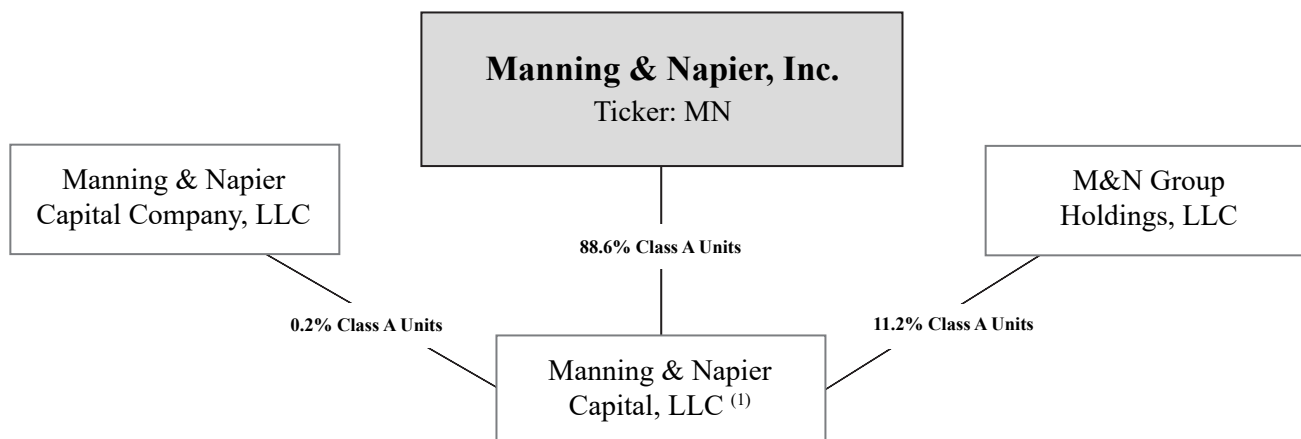 Manning & Napier, Inc.
Ticker: MN
Manning & Napier
Capital Company, LLC
M&N Group
Holdings, LLC
88.6% Class A Units
0.2% Class A Units
11.2% Class A Units
Manning & Napier
Capital, LLC (1)